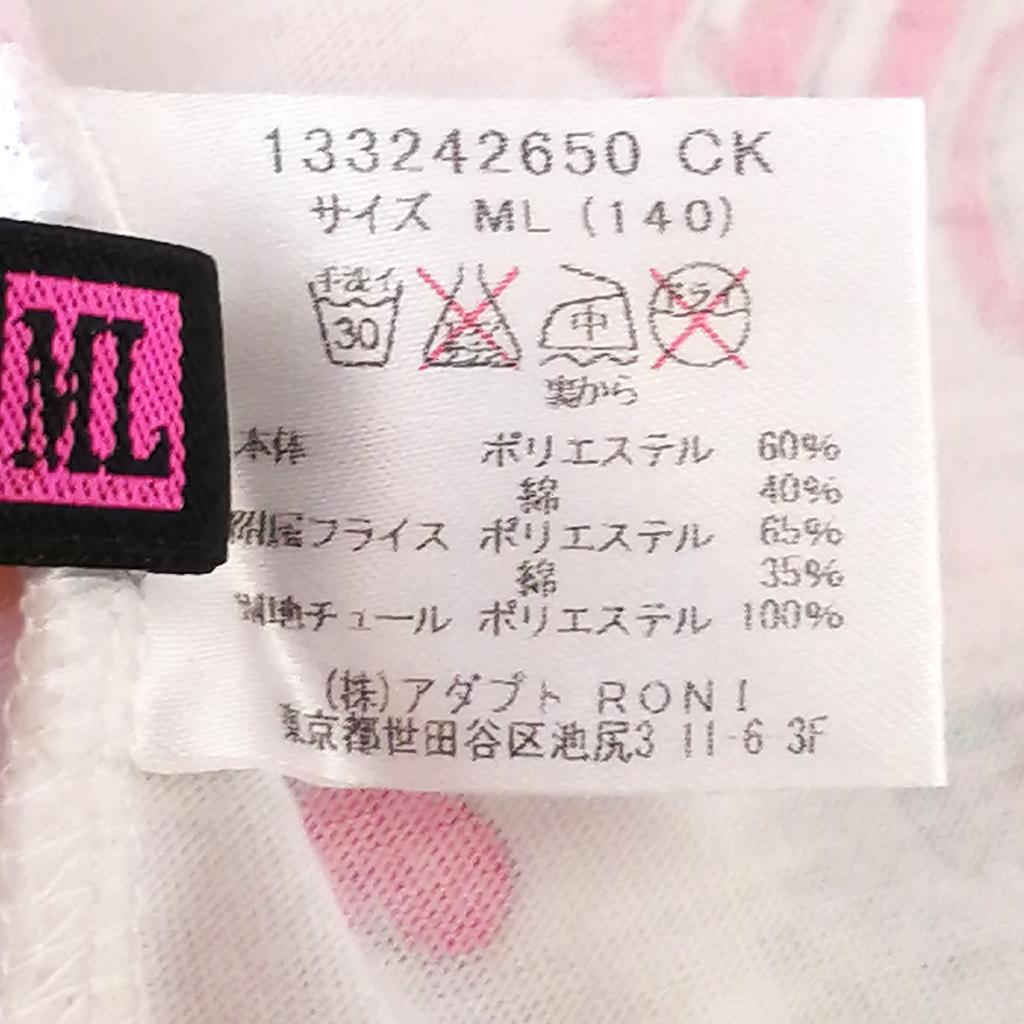 133242650 CK
サイズ ML (140)
ML
手洗イ
30
中
ドライ
裏から
本体 ポリエステル 60%
綿 40%
附属フライス ポリエステル 65%
綿 35%
チュール ポリエステル 100%
(株)アダプト RONI
東京都世田谷区池尻3-11-6 3F